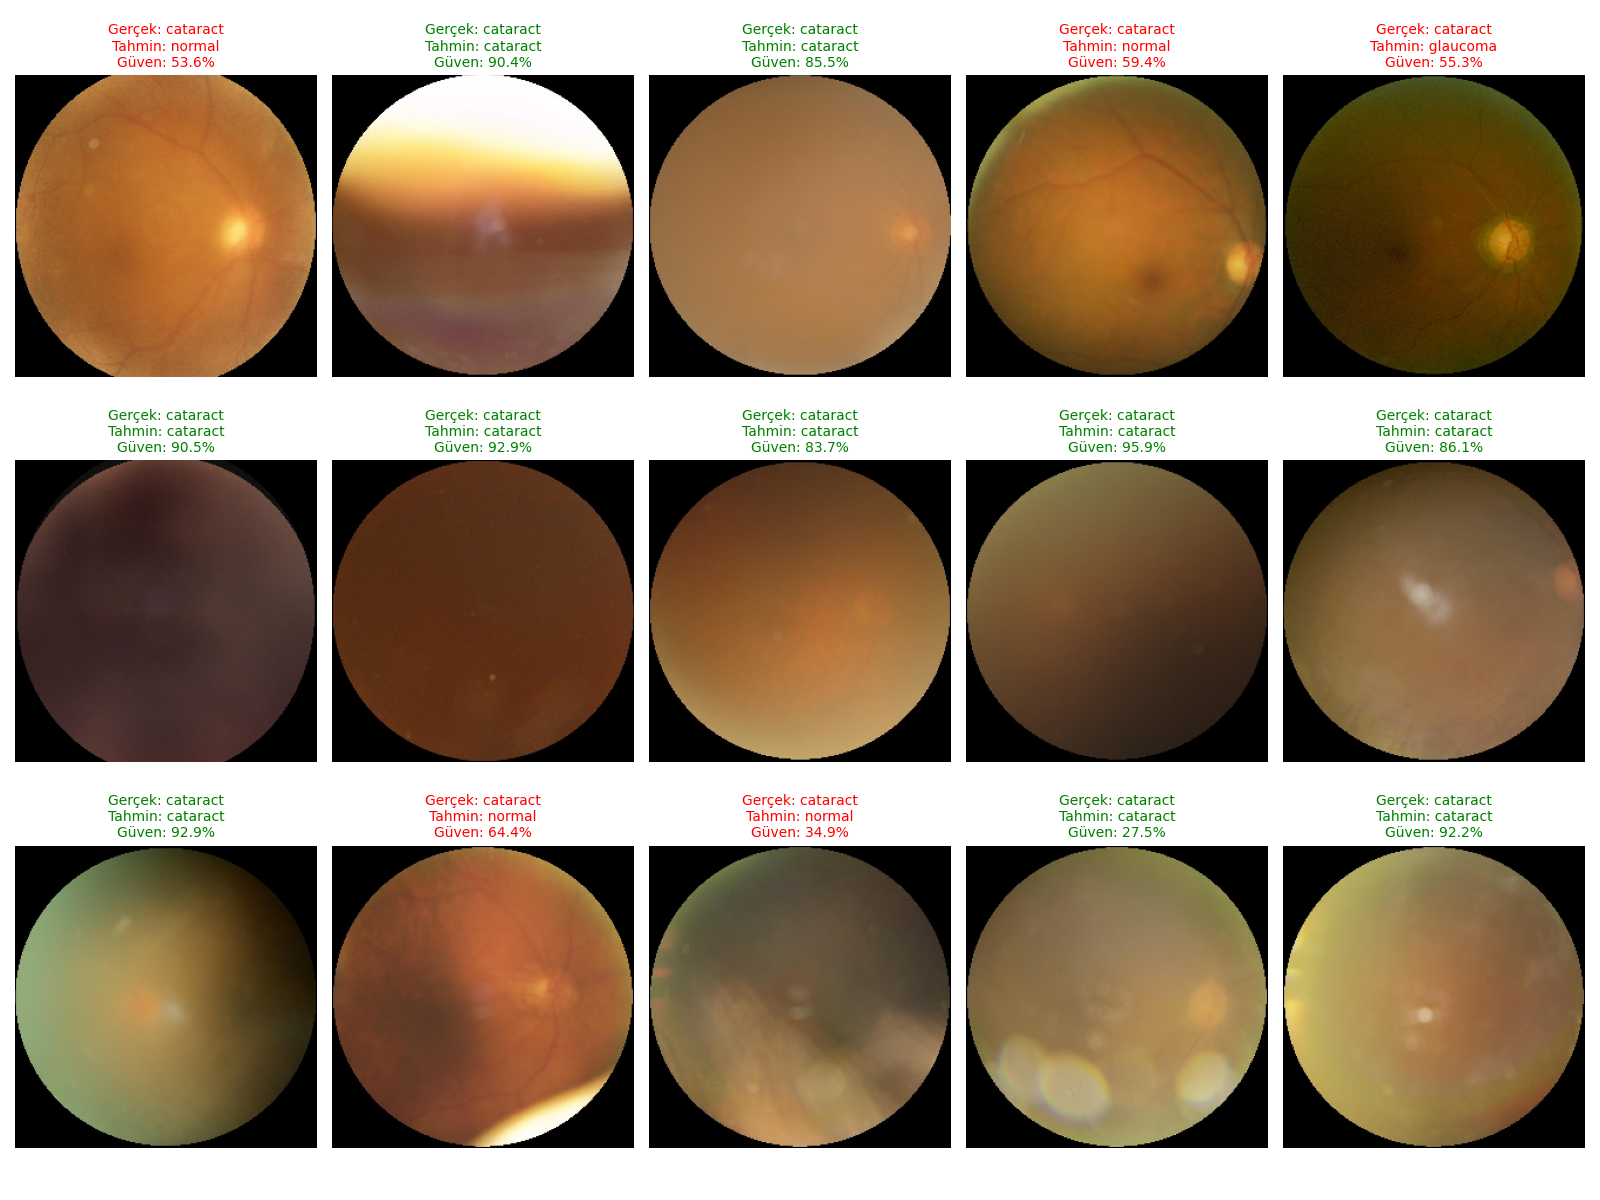 Gerçek: cataract
Tahmin: normal
Güven: 53.6%
Gerçek: cataract
Tahmin: cataract
Güven: 90.4%
Gerçek: cataract
Tahmin: cataract
Güven: 85.5%
Gerçek: cataract
Tahmin: normal
Güven: 59.4%
Gerçek: cataract
Tahmin: glaucoma
Güven: 55.3%
Gerçek: cataract
Tahmin: cataract
Güven: 90.5%
Gerçek: cataract
Tahmin: cataract
Güven: 92.9%
Gerçek: cataract
Tahmin: cataract
Güven: 83.7%
Gerçek: cataract
Tahmin: cataract
Güven: 95.9%
Gerçek: cataract
Tahmin: cataract
Güven: 86.1%
Gerçek: cataract
Tahmin: cataract
Güven: 92.9%
Gerçek: cataract
Tahmin: normal
Güven: 64.4%
Gerçek: cataract
Tahmin: normal
Güven: 34.9%
Gerçek: cataract
Tahmin: cataract
Güven: 27.5%
Gerçek: cataract
Tahmin: cataract
Güven: 92.2%